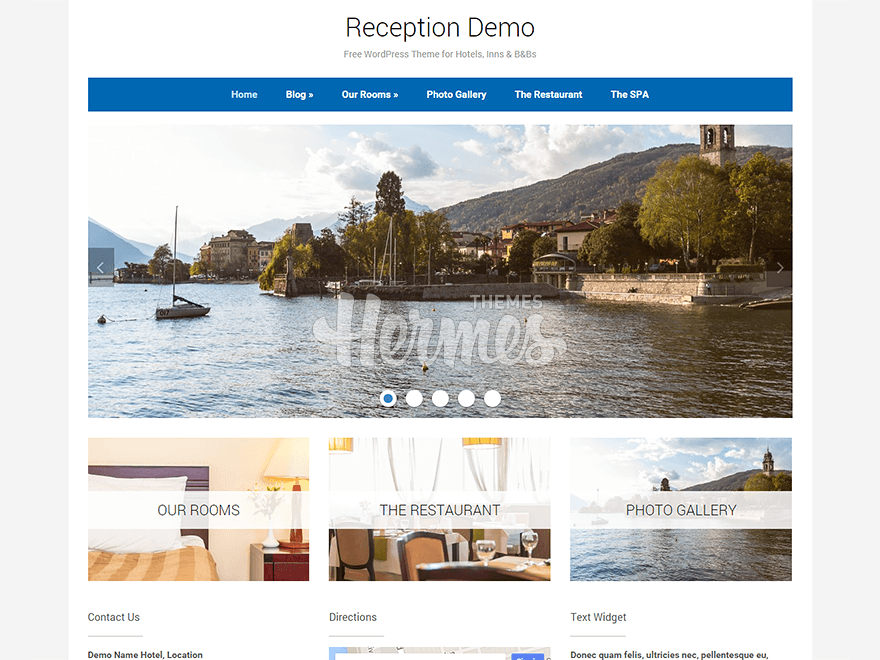 Reception Demo
Free WordPress Theme for Hotels, Inns & B&Bs
Home Blog » Our Rooms » Photo Gallery The Restaurant The SPA
THEMES
Hermes
OUR ROOMS THE RESTAURANT PHOTO GALLERY
Contact Us Directions Text Widget
Demo Name Hotel, Location Donec quam felis, ultricies nec, pellentesque eu,